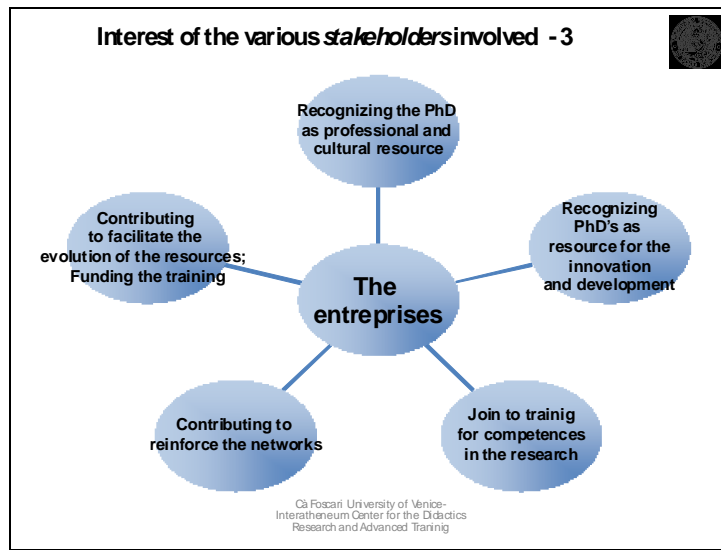 Interest of the various stakeholders involved - 3
Recognizing the PhD
as professional and
cultural resource
Contributing
to facilitate the
evolution of the resources;
Funding the training
Recognizing
PhD's as
resource for the
innovation
and development
The
entreprises
Contributing to
reinforce the networks
Join to trainig
for competences
in the research
Cà Foscari University of Venice-
Interatheneum Center for the Didactics
Research and Advanced Traninig